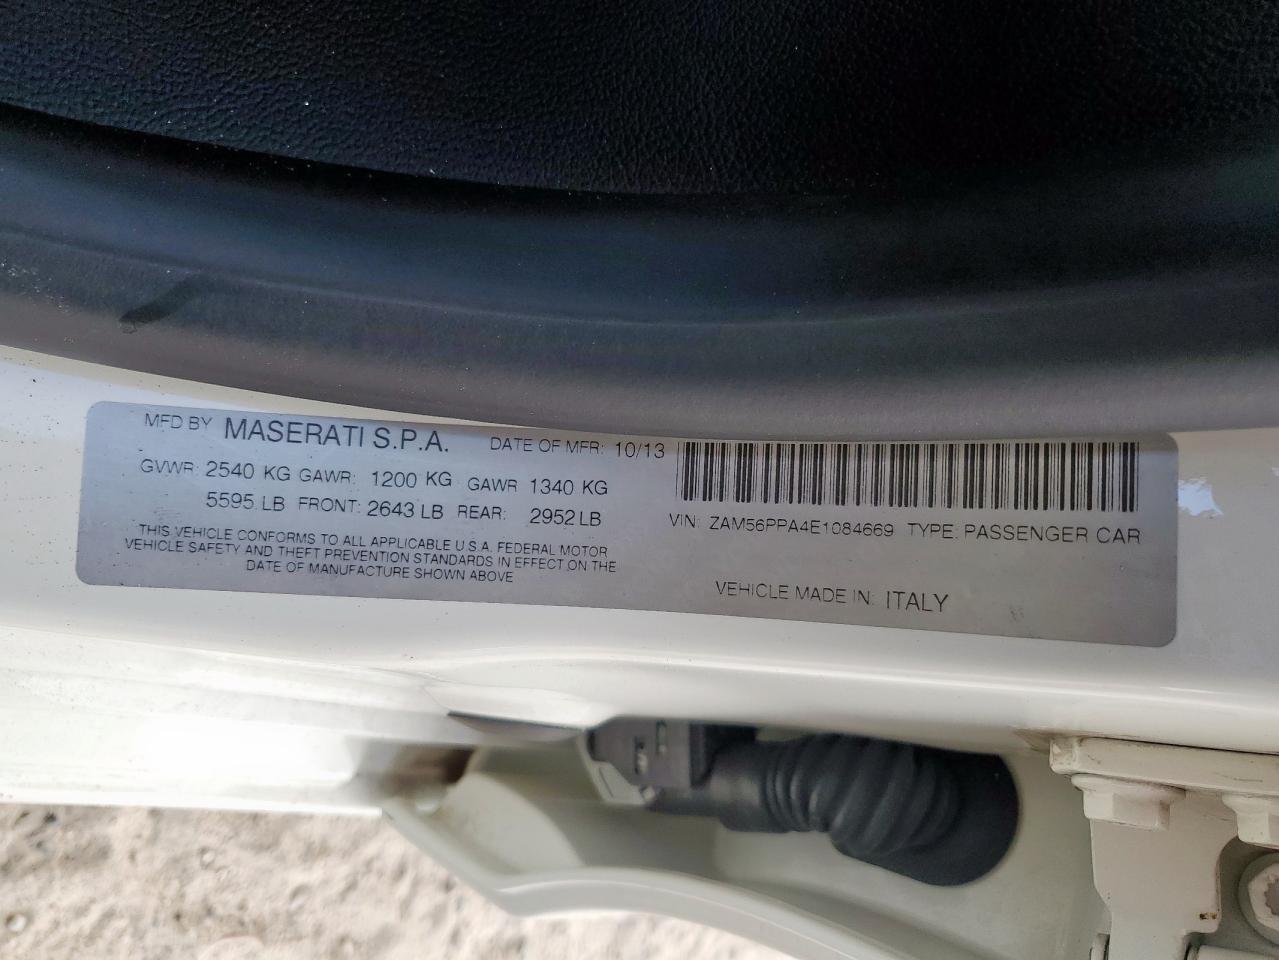 MFD BY MASERATI S.P.A. DATE OF MFR: 10/13
GVWR: 2540 KG GAWR: 1200 KG GAWR 1340 KG
5595 LB FRONT: 2643 LB REAR: 2952 LB
THIS VEHICLE CONFORMS TO ALL APPLICABLE U.S.A. FEDERAL MOTOR
VEHICLE SAFETY AND THEFT PREVENTION STANDARDS IN EFFECT ON THE
DATE OF MANUFACTURE SHOWN ABOVE
VIN: ZAM56PPA4E1084669 TYPE: PASSENGER CAR
VEHICLE MADE IN: ITALY